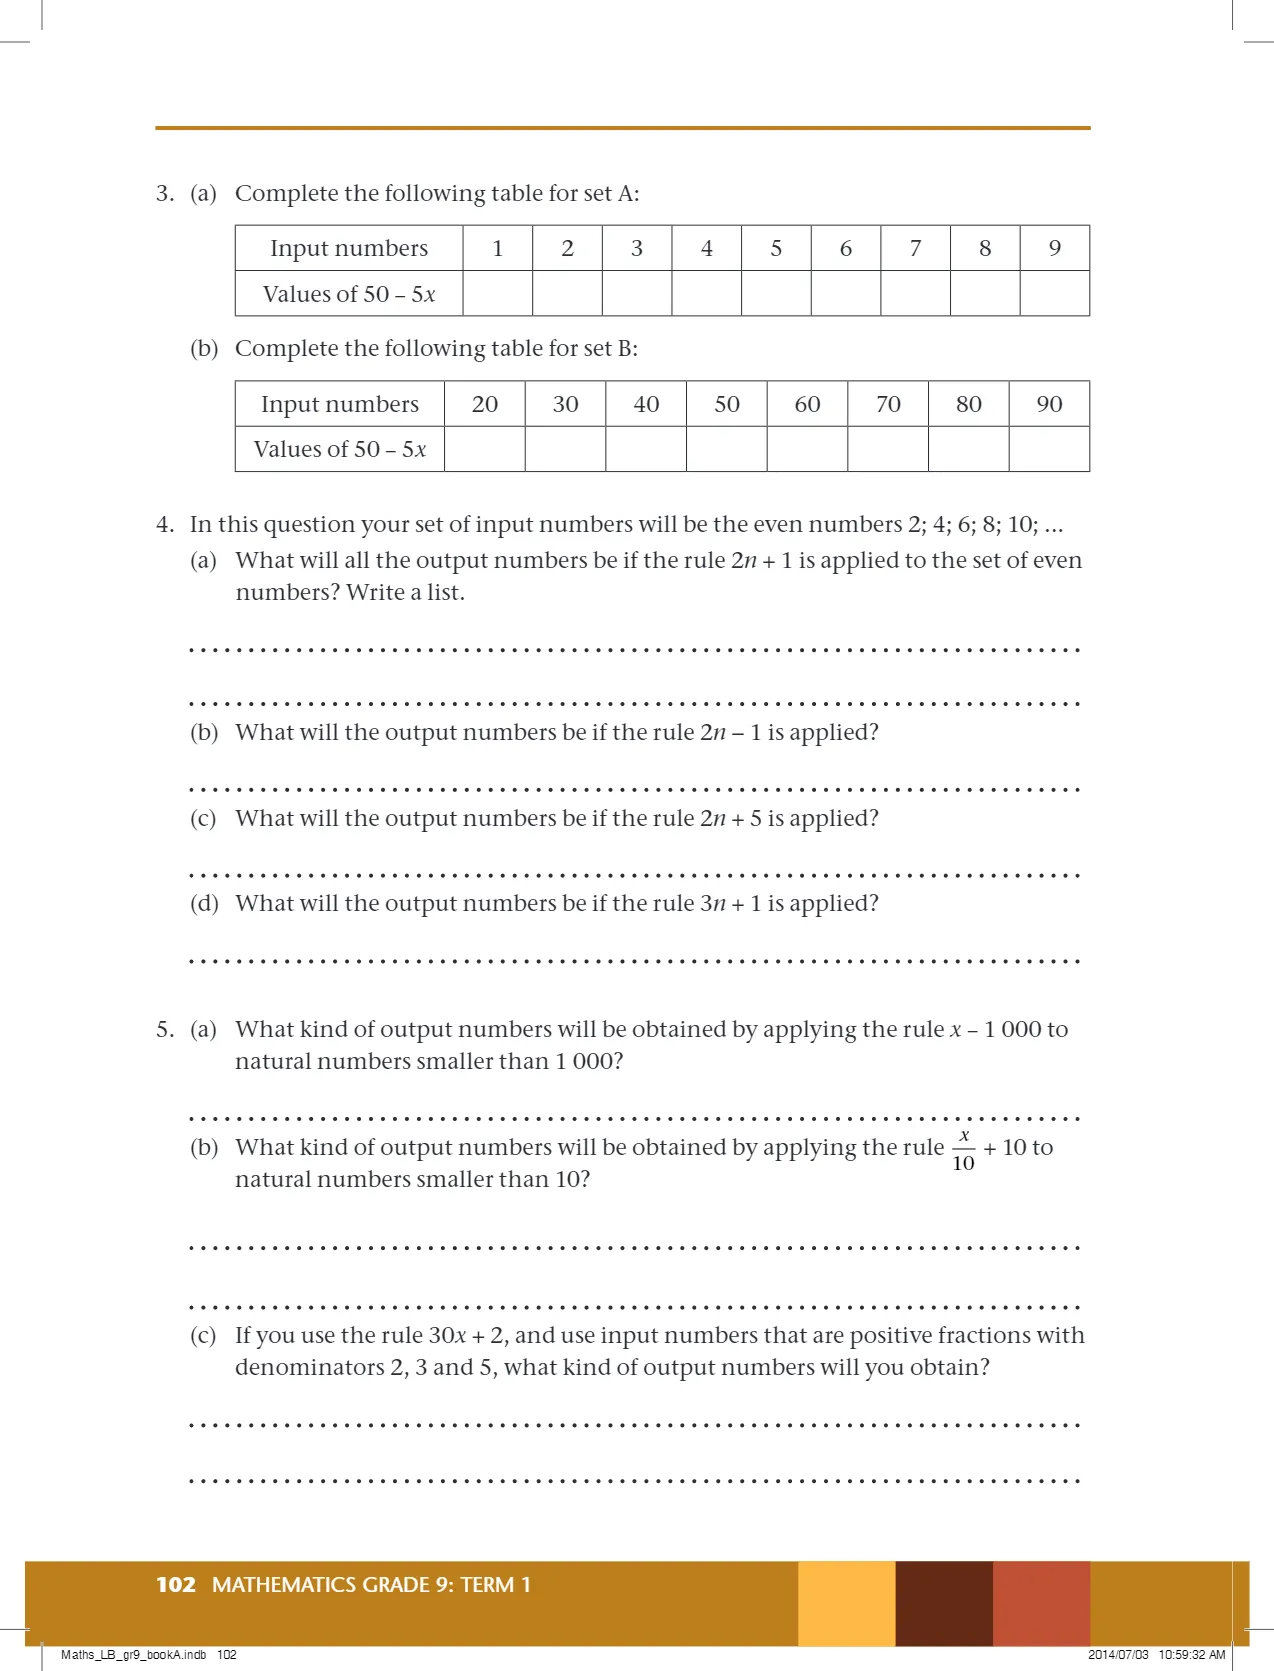 3. (a) Complete the following table for set A:
Input numbers 1 2 3 4 5 6 7 8 9
Values of 50 – 5x
(b) Complete the following table for set B:
Input numbers 20 30 40 50 60 70 80 90
Values of 50 – 5x
4. In this question your set of input numbers will be the even numbers 2; 4; 6; 8; 10; ...
(a) What will all the output numbers be if the rule 2n + 1 is applied to the set of even
numbers? Write a list.
(b) What will the output numbers be if the rule 2n – 1 is applied?
(c) What will the output numbers be if the rule 2n + 5 is applied?
(d) What will the output numbers be if the rule 3n + 1 is applied?
5. (a) What kind of output numbers will be obtained by applying the rule x – 1 000 to
natural numbers smaller than 1 000?
(b) What kind of output numbers will be obtained by applying the rule x/10 + 10 to
natural numbers smaller than 10?
(c) If you use the rule 30x + 2, and use input numbers that are positive fractions with
denominators 2, 3 and 5, what kind of output numbers will you obtain?
102 MATHEMATICS GRADE 9: TERM 1
Maths_LB_gr9_bookA.indb 102 2014/07/03 10:59:32 AM